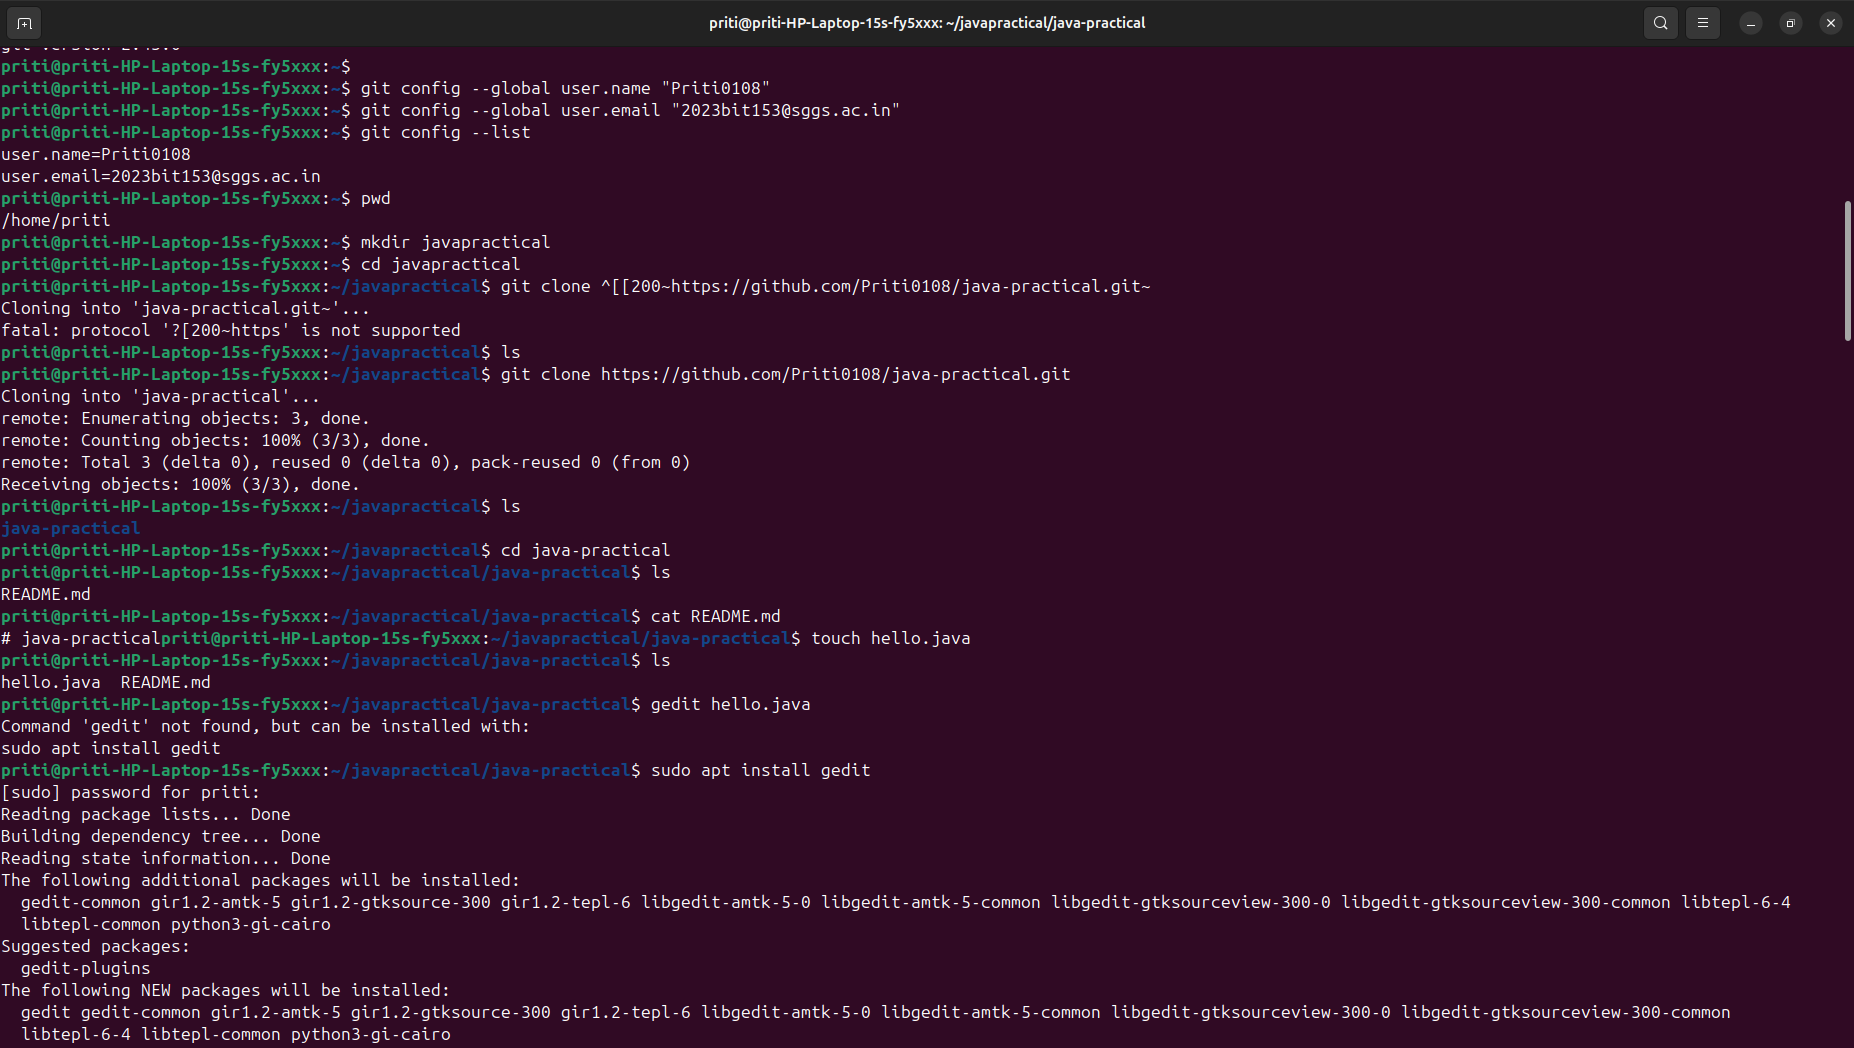 priti@priti-HP-Laptop-15s-fy5xxx: ~/javapractical/java-practical
git version 2.43.0
priti@priti-HP-Laptop-15s-fy5xxx:~$
priti@priti-HP-Laptop-15s-fy5xxx:~$ git config --global user.name "Priti0108"
priti@priti-HP-Laptop-15s-fy5xxx:~$ git config --global user.email "2023bit153@sggs.ac.in"
priti@priti-HP-Laptop-15s-fy5xxx:~$ git config --list
user.name=Priti0108
user.email=2023bit153@sggs.ac.in
priti@priti-HP-Laptop-15s-fy5xxx:~$ pwd
/home/priti
priti@priti-HP-Laptop-15s-fy5xxx:~$ mkdir javapractical
priti@priti-HP-Laptop-15s-fy5xxx:~$ cd javapractical
priti@priti-HP-Laptop-15s-fy5xxx:~/javapractical$ git clone ^[[200~https://github.com/Priti0108/java-practical.git~
Cloning into 'java-practical.git~'...
fatal: protocol '?[200~https' is not supported
priti@priti-HP-Laptop-15s-fy5xxx:~/javapractical$ ls
priti@priti-HP-Laptop-15s-fy5xxx:~/javapractical$ git clone https://github.com/Priti0108/java-practical.git
Cloning into 'java-practical'...
remote: Enumerating objects: 3, done.
remote: Counting objects: 100% (3/3), done.
remote: Total 3 (delta 0), reused 0 (delta 0), pack-reused 0 (from 0)
Receiving objects: 100% (3/3), done.
priti@priti-HP-Laptop-15s-fy5xxx:~/javapractical$ ls
java-practical
priti@priti-HP-Laptop-15s-fy5xxx:~/javapractical$ cd java-practical
priti@priti-HP-Laptop-15s-fy5xxx:~/javapractical/java-practical$ ls
README.md
priti@priti-HP-Laptop-15s-fy5xxx:~/javapractical/java-practical$ cat README.md
# java-practicalpriti@priti-HP-Laptop-15s-fy5xxx:~/javapractical/java-practical$ touch hello.java
priti@priti-HP-Laptop-15s-fy5xxx:~/javapractical/java-practical$ ls
hello.java  README.md
priti@priti-HP-Laptop-15s-fy5xxx:~/javapractical/java-practical$ gedit hello.java
Command 'gedit' not found, but can be installed with:
sudo apt install gedit
priti@priti-HP-Laptop-15s-fy5xxx:~/javapractical/java-practical$ sudo apt install gedit
[sudo] password for priti:
Reading package lists... Done
Building dependency tree... Done
Reading state information... Done
The following additional packages will be installed:
  gedit-common gir1.2-amtk-5 gir1.2-gtksource-300 gir1.2-tepl-6 libgedit-amtk-5-0 libgedit-amtk-5-common libgedit-gtksourceview-300-0 libgedit-gtksourceview-300-common libtepl-6-4
  libtepl-common python3-gi-cairo
Suggested packages:
  gedit-plugins
The following NEW packages will be installed:
  gedit gedit-common gir1.2-amtk-5 gir1.2-gtksource-300 gir1.2-tepl-6 libgedit-amtk-5-0 libgedit-amtk-5-common libgedit-gtksourceview-300-0 libgedit-gtksourceview-300-common
  libtepl-6-4 libtepl-common python3-gi-cairo